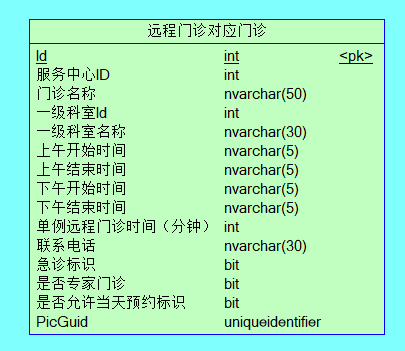 远程门诊对应门诊
Id int <pk>
服务中心ID int
门诊名称 nvarchar(50)
一级科室Id int
一级科室名称 nvarchar(30)
上午开始时间 nvarchar(5)
上午结束时间 nvarchar(5)
下午开始时间 nvarchar(5)
下午结束时间 nvarchar(5)
单例远程门诊时间（分钟） int
联系电话 nvarchar(30)
急诊标识 bit
是否专家门诊 bit
是否允许当天预约标识 bit
PicGuid uniqueidentifier